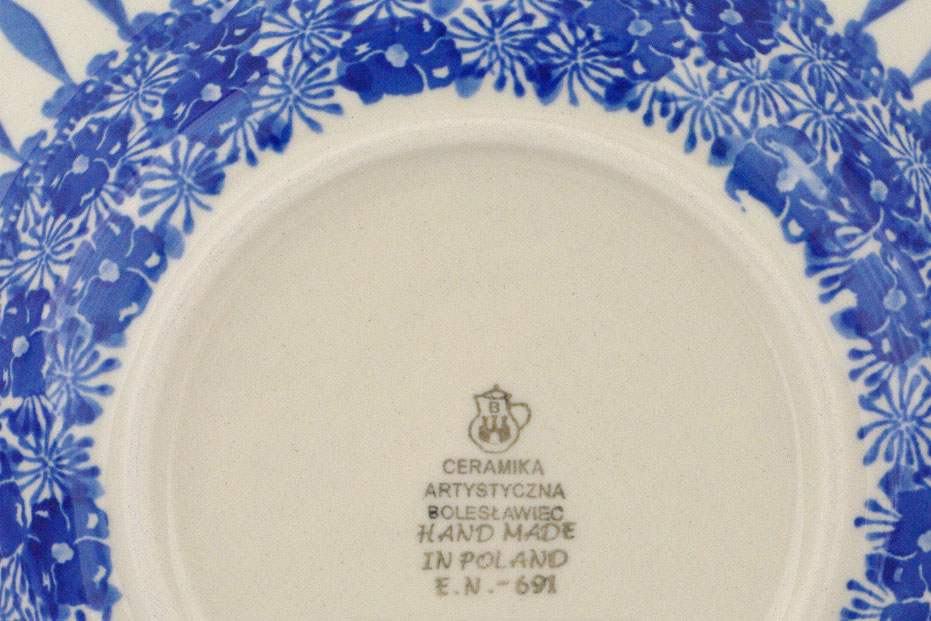 B
CERAMIKA
ARTYSTYCZNA
BOLESŁAWIEC
HAND MADE
IN POLAND
E.N.-691